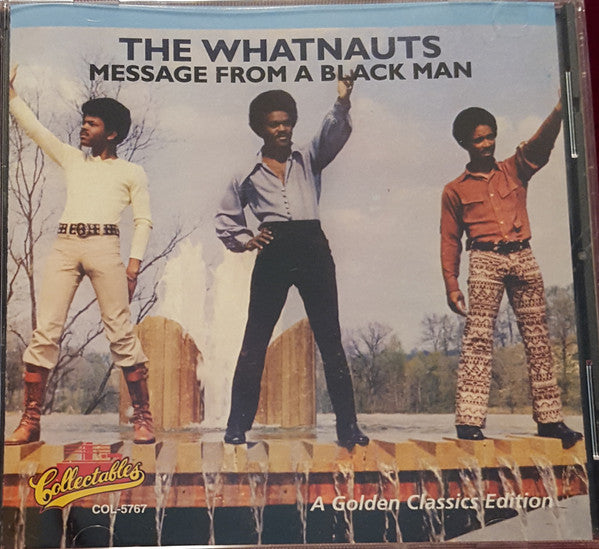 THE WHATNAUTS
MESSAGE FROM A BLACK MAN
Collectables
COL-5767
A Golden Classics Edition